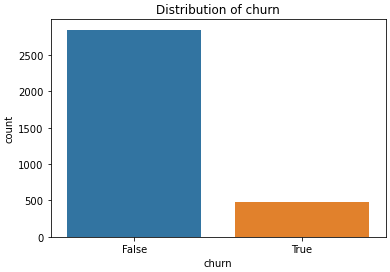 Distribution of churn
2500
2000
1500
1000
500
0
count
False
True
churn